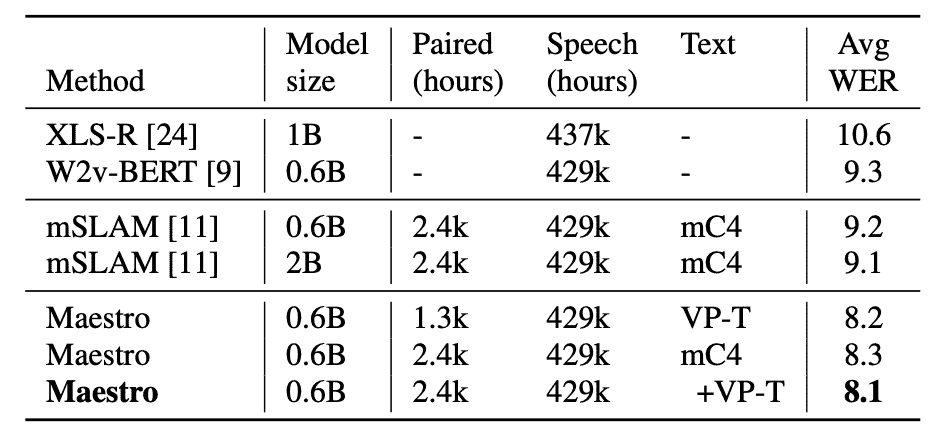 Method Model size Paired (hours) Speech (hours) Text Avg WER
XLS-R [24] 1B - 437k - 10.6
W2v-BERT [9] 0.6B - 429k - 9.3
mSLAM [11] 0.6B 2.4k 429k mC4 9.2
mSLAM [11] 2B 2.4k 429k mC4 9.1
Maestro 0.6B 1.3k 429k VP-T 8.2
Maestro 0.6B 2.4k 429k mC4 8.3
Maestro 0.6B 2.4k 429k +VP-T 8.1